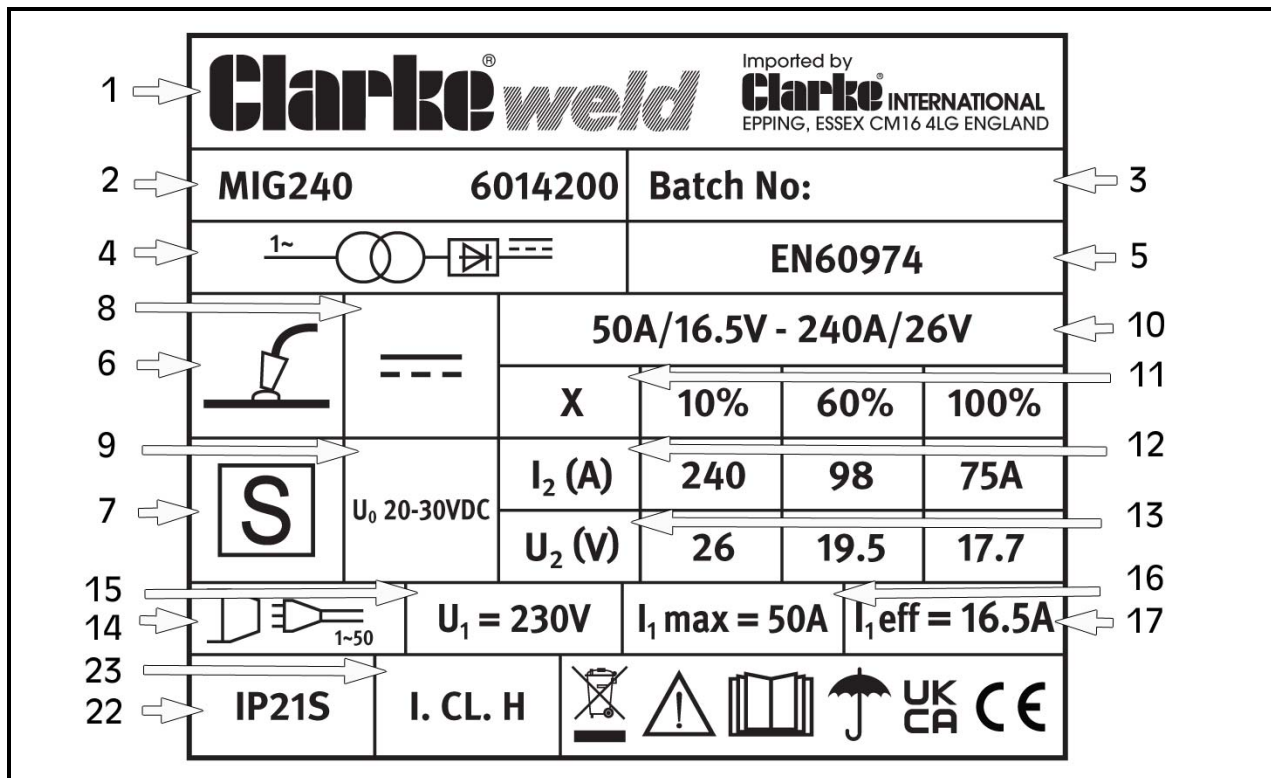 1 Clarke® weld Imported by
Clarke® INTERNATIONAL
EPPING, ESSEX CM16 4LG ENGLAND
2 MIG240 6014200 Batch No: 3
4 1~ EN60974 5
8 50A/16.5V - 240A/26V 10
6 X 10% 60% 100% 11
9 I₂ (A) 240 98 75A 12
7 S U₀ 20-30VDC
U₂ (V) 26 19.5 17.7 13
15 16
14 1~50 U₁ = 230V I₁ max = 50A I₁ eff = 16.5A 17
23
22 IP21S I. CL. H UK CA CE